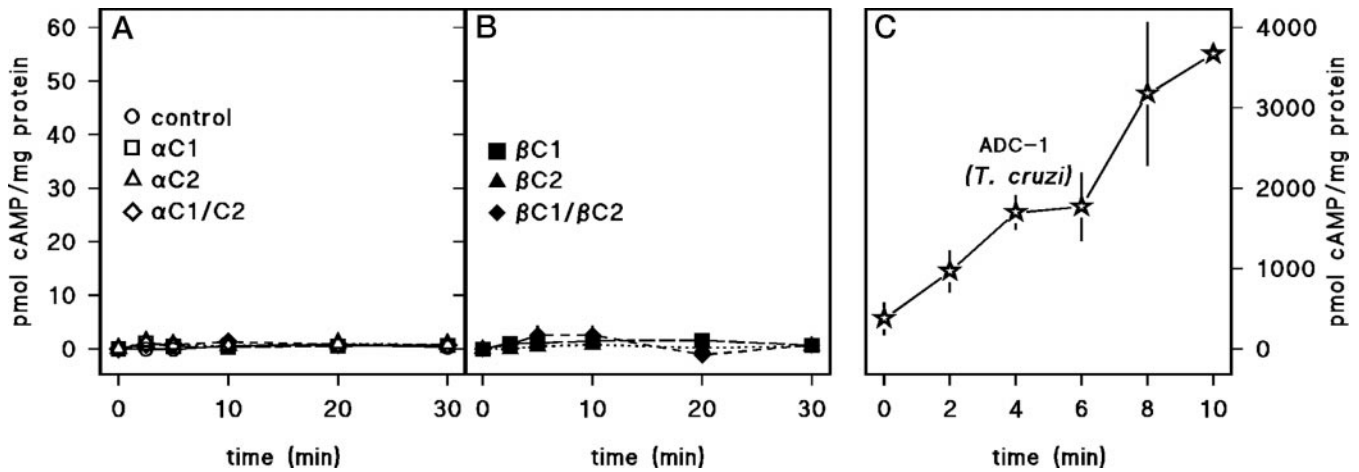 A
B
C
60
50
40
30
20
10
0
pmol cAMP/mg protein
control
αC1
αC2
αC1/C2
βC1
βC2
βC1/βC2
ADC-1
(T. cruzi)
4000
3000
2000
1000
0
pmol cAMP/mg protein
0 10 20 30
0 10 20 30
0 2 4 6 8 10
time (min)
time (min)
time (min)